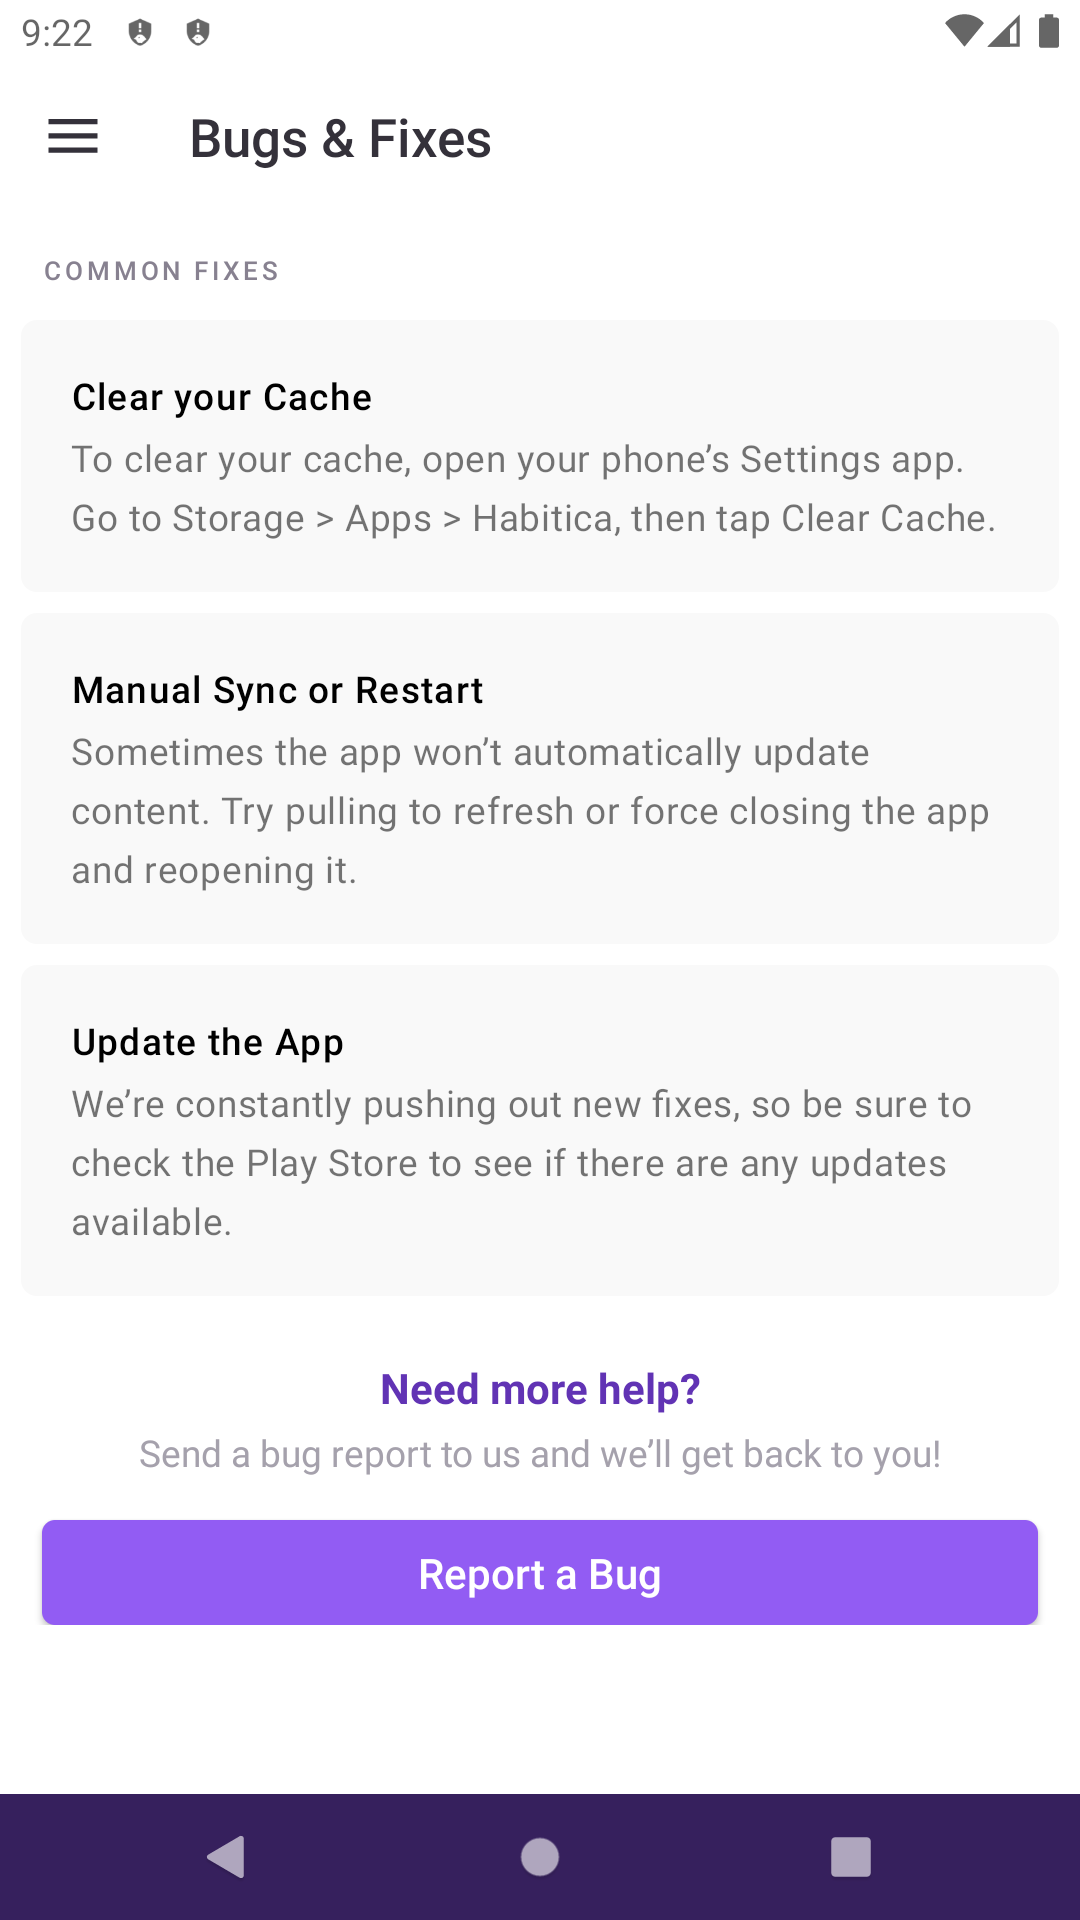 9:22
Bugs & Fixes
COMMON FIXES
Clear your Cache
To clear your cache, open your phone’s Settings app.
Go to Storage > Apps > Habitica, then tap Clear Cache.
Manual Sync or Restart
Sometimes the app won’t automatically update
content. Try pulling to refresh or force closing the app
and reopening it.
Update the App
We’re constantly pushing out new fixes, so be sure to
check the Play Store to see if there are any updates
available.
Need more help?
Send a bug report to us and we’ll get back to you!
Report a Bug